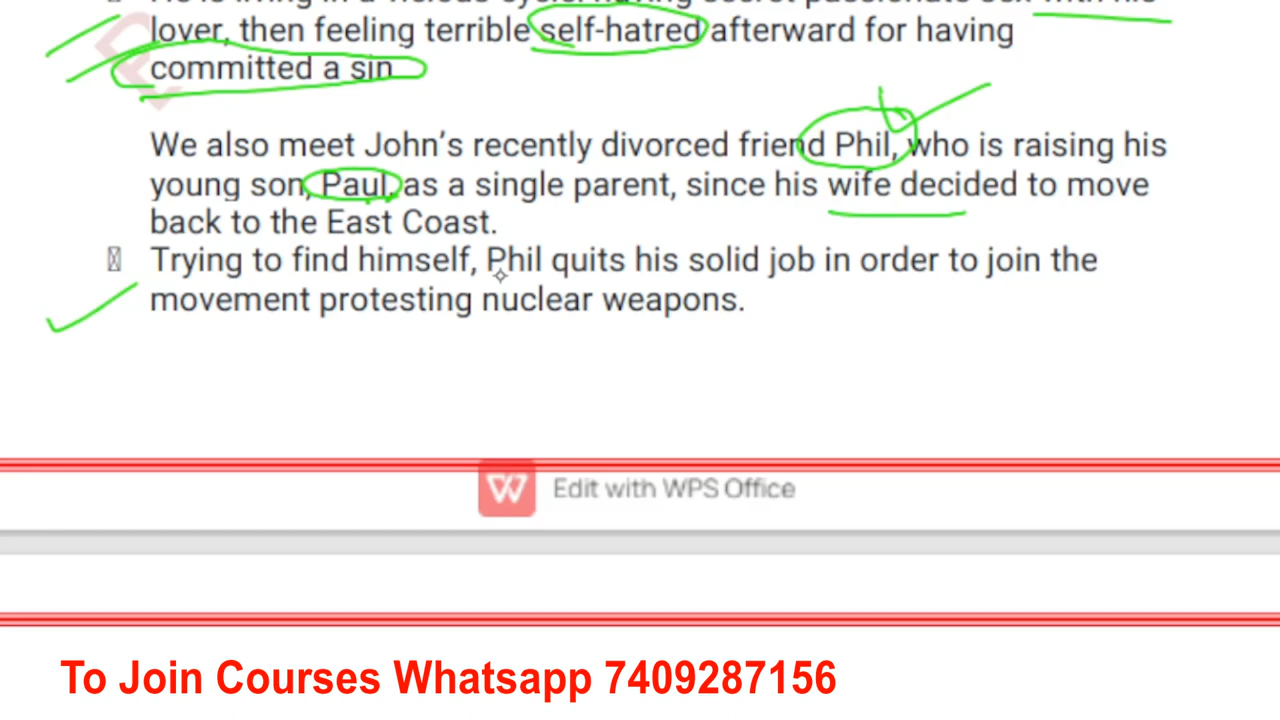 lover, then feeling terrible self-hatred afterward for having
committed a sin
We also meet John's recently divorced friend Phil, who is raising his
young son, Paul, as a single parent, since his wife decided to move
back to the East Coast.
Trying to find himself, Phil quits his solid job in order to join the
movement protesting nuclear weapons.
Edit with WPS Office
To Join Courses Whatsapp 7409287156